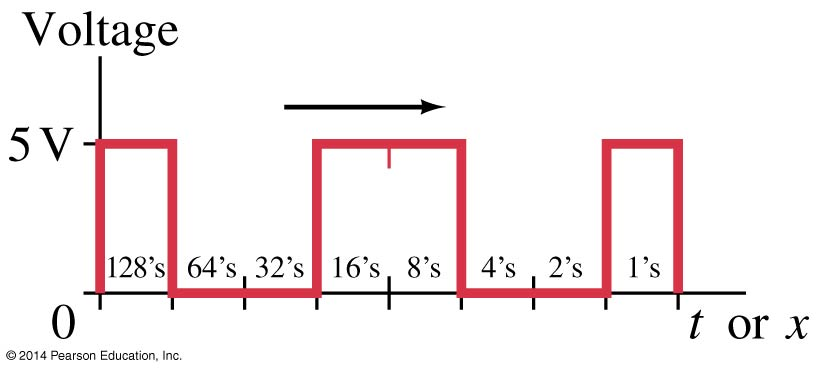 Voltage
5 V
128's 64's 32's 16's 8's 4's 2's 1's
0
t or x
© 2014 Pearson Education, Inc.